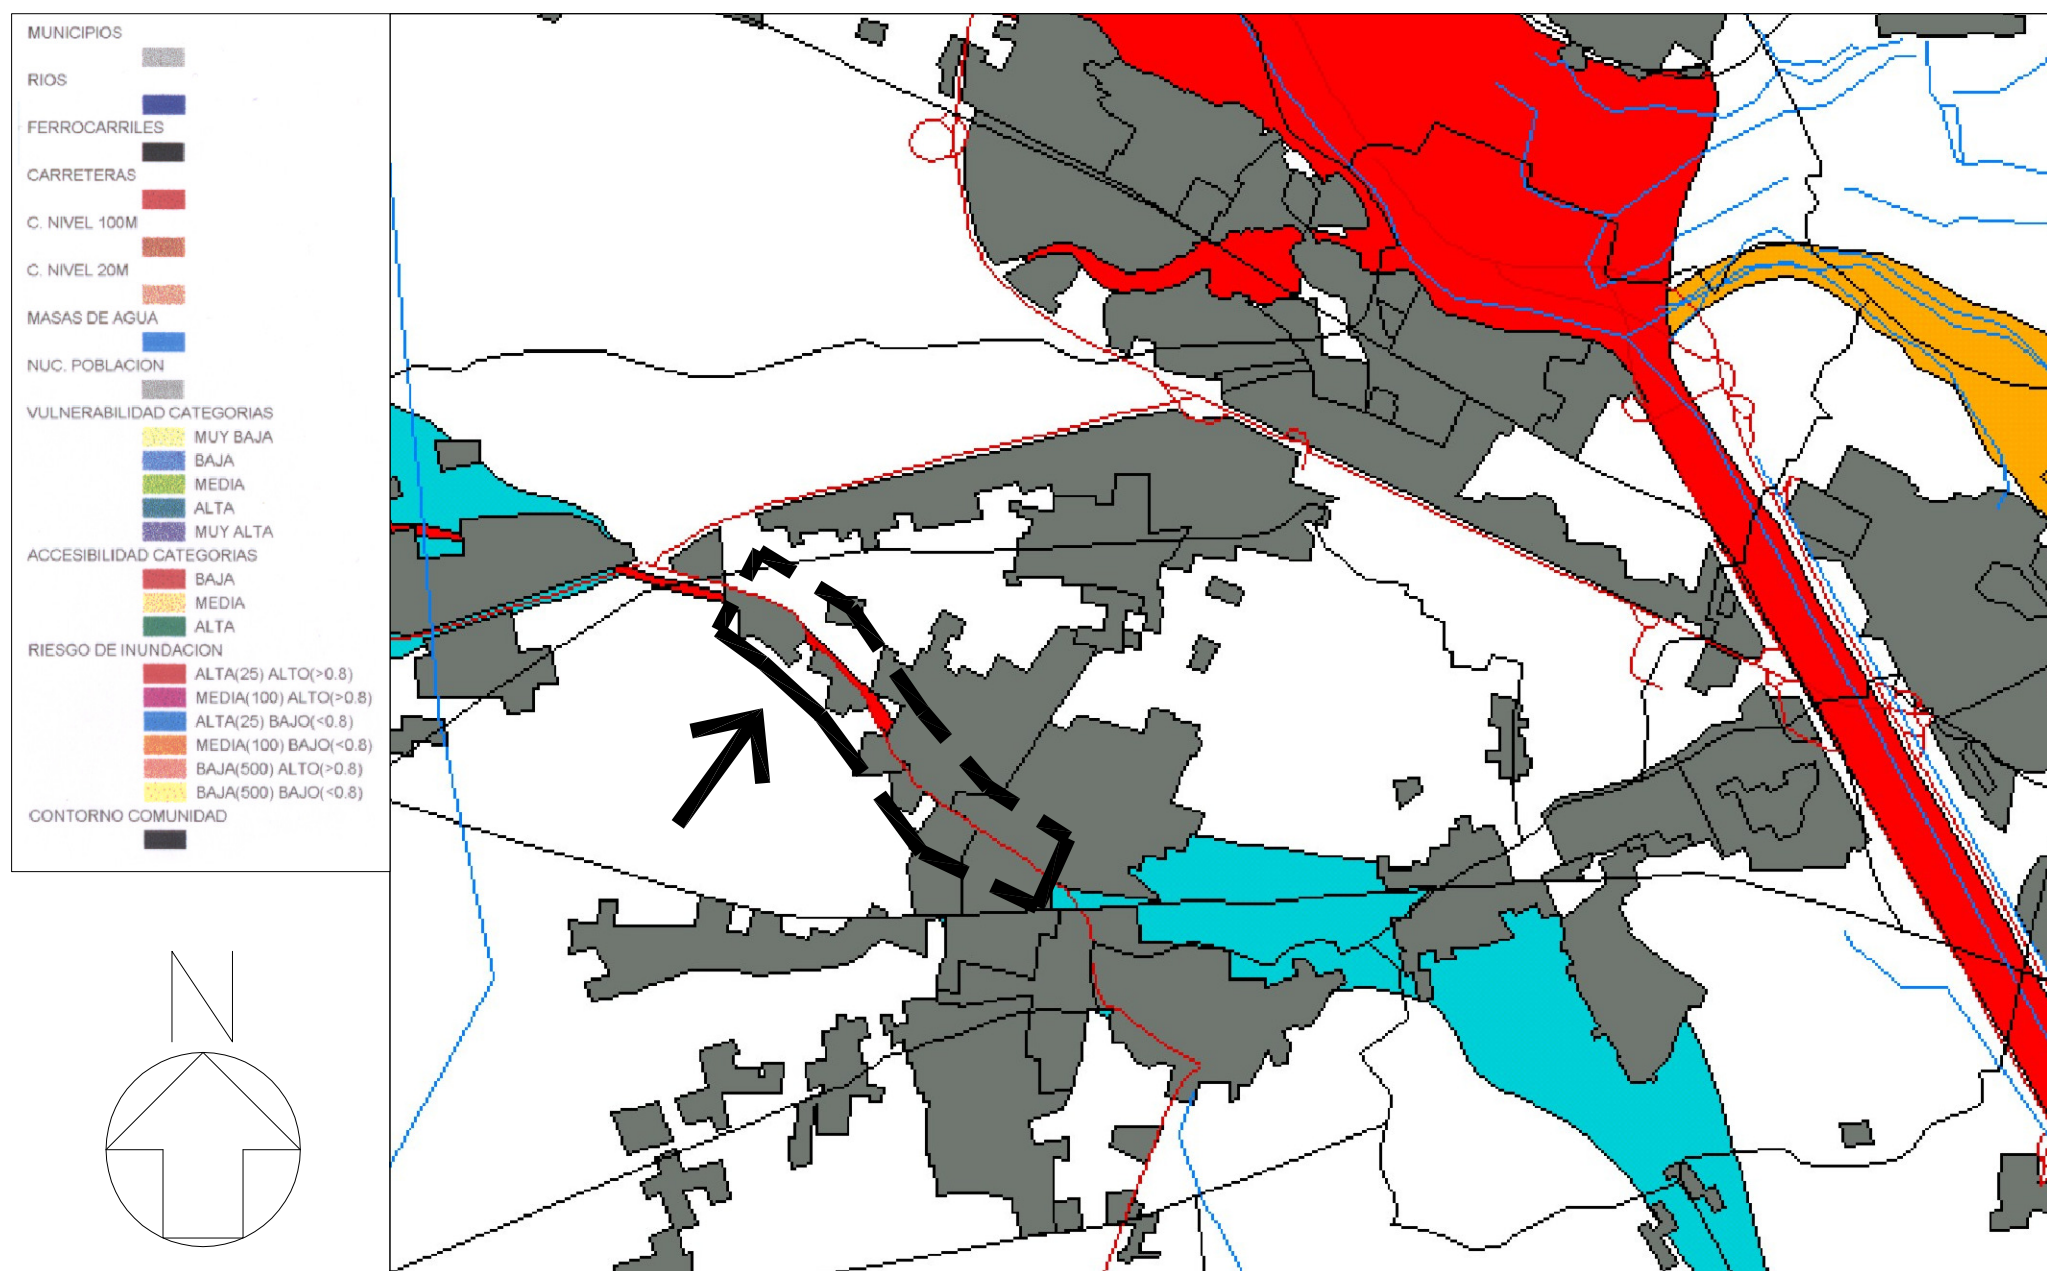 MUNICIPIOS
RIOS
FERROCARRILES
CARRETERAS
C. NIVEL 100M
C. NIVEL 20M
MASAS DE AGUA
NUC. POBLACION
VULNERABILIDAD CATEGORIAS
MUY BAJA
BAJA
MEDIA
ALTA
MUY ALTA
ACCESIBILIDAD CATEGORIAS
BAJA
MEDIA
ALTA
RIESGO DE INUNDACION
ALTA(25) ALTO(>0.8)
MEDIA(100) ALTO(>0.8)
ALTA(25) BAJO(<0.8)
MEDIA(100) BAJO(<0.8)
BAJA(500) ALTO(>0.8)
BAJA(500) BAJO(<0.8)
CONTORNO COMUNIDAD
N